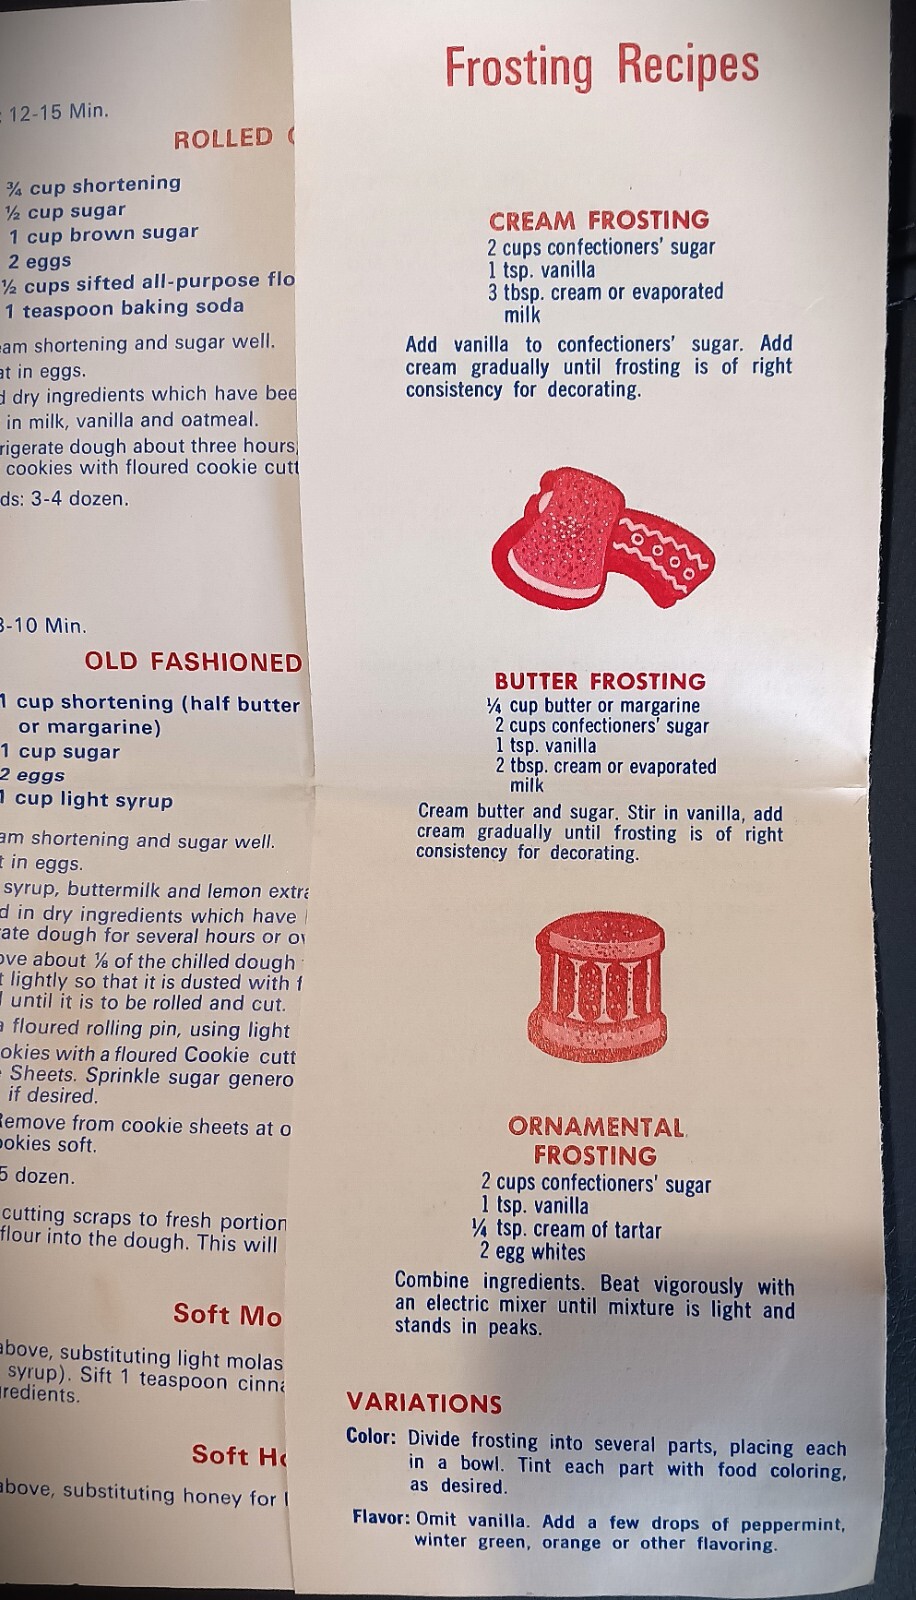 12-15 Min.
ROLLED
¾ cup shortening
½ cup sugar
1 cup brown sugar
2 eggs
½ cups sifted all-purpose flo
1 teaspoon baking soda
eam shortening and sugar well.
at in eggs.
d dry ingredients which have bee
in milk, vanilla and oatmeal.
rigerate dough about three hours,
cookies with floured cookie cutt
ds: 3-4 dozen.
8-10 Min.
OLD FASHIONED
1 cup shortening (half butter
or margarine)
1 cup sugar
2 eggs
1 cup light syrup
am shortening and sugar well.
t in eggs.
syrup, buttermilk and lemon extra
d in dry ingredients which have
ate dough for several hours or ov
ove about ⅛ of the chilled dough
t lightly so that it is dusted with f
until it is to be rolled and cut.
a floured rolling pin, using light
ookies with a floured Cookie cutt
Sheets. Sprinkle sugar genero
if desired.
Remove from cookie sheets at o
ookies soft.
5 dozen.
cutting scraps to fresh portion
flour into the dough. This will
Soft Mo
above, substituting light molas
syrup). Sift 1 teaspoon cinna
redients.
Soft Ho
above, substituting honey for l
Frosting Recipes
CREAM FROSTING
2 cups confectioners' sugar
1 tsp. vanilla
3 tbsp. cream or evaporated
milk
Add vanilla to confectioners' sugar. Add
cream gradually until frosting is of right
consistency for decorating.
BUTTER FROSTING
¼ cup butter or margarine
2 cups confectioners' sugar
1 tsp. vanilla
2 tbsp. cream or evaporated
milk
Cream butter and sugar. Stir in vanilla, add
cream gradually until frosting is of right
consistency for decorating.
ORNAMENTAL
FROSTING
2 cups confectioners' sugar
1 tsp. vanilla
¼ tsp. cream of tartar
2 egg whites
Combine ingredients. Beat vigorously with
an electric mixer until mixture is light and
stands in peaks.
VARIATIONS
Color: Divide frosting into several parts, placing each
in a bowl. Tint each part with food coloring,
as desired.
Flavor: Omit vanilla. Add a few drops of peppermint,
winter green, orange or other flavoring.